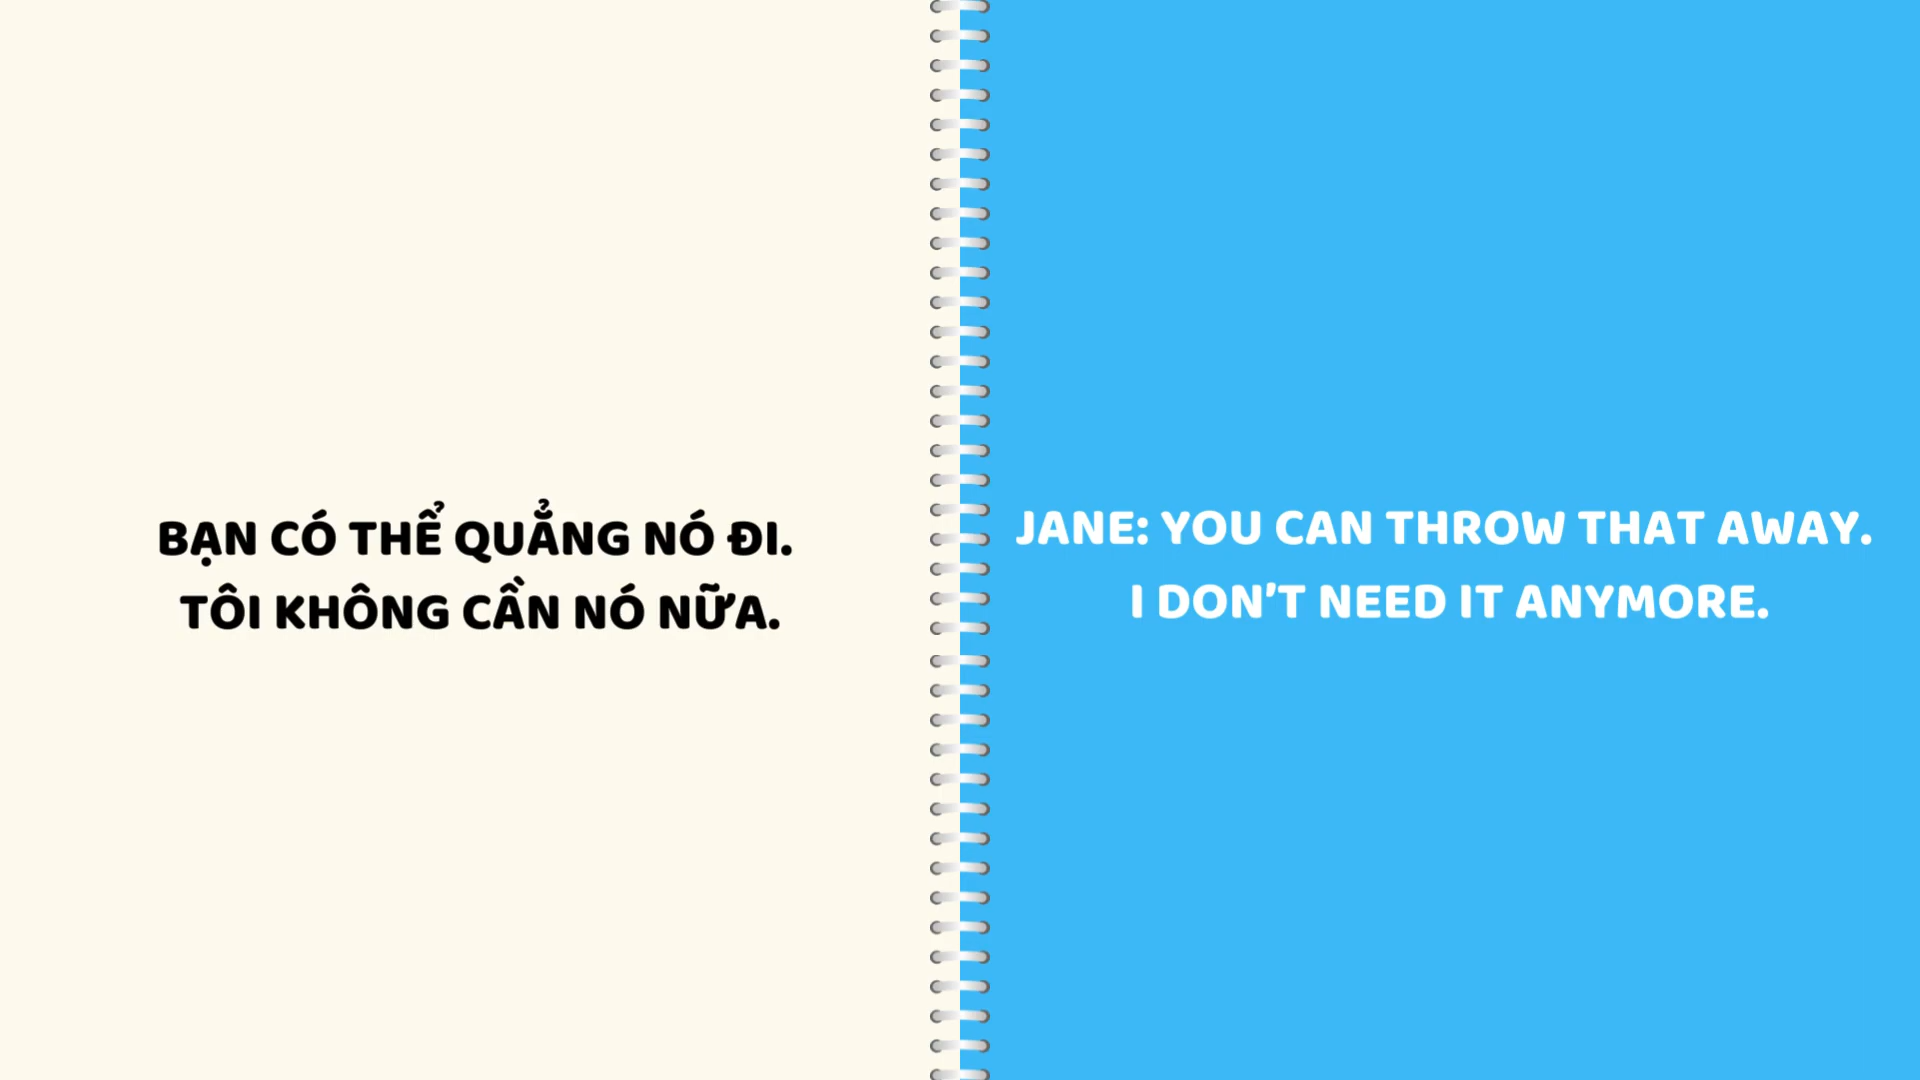 BẠN CÓ THỂ QUẲNG NÓ ĐI.
TÔI KHÔNG CẦN NÓ NỮA.
JANE: YOU CAN THROW THAT AWAY.
I DON'T NEED IT ANYMORE.